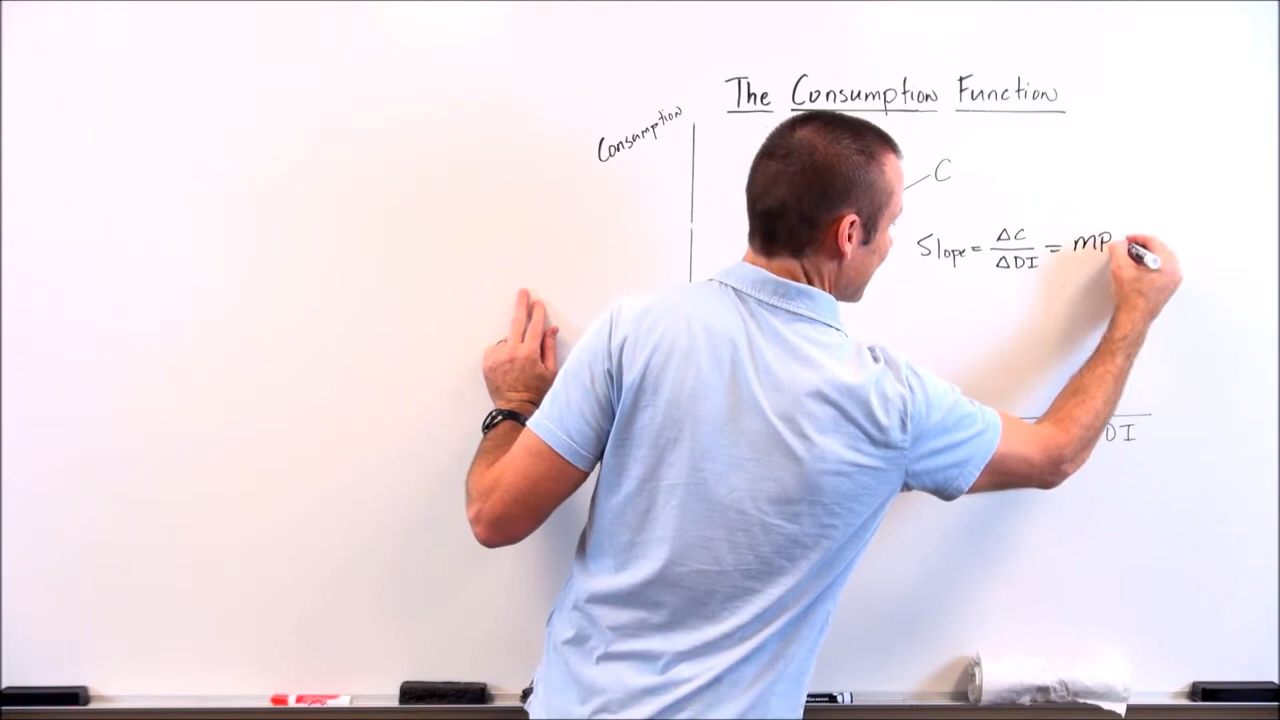 The Consumption Function
Consumption
C
Slope = ΔC / ΔDI = MP
DI